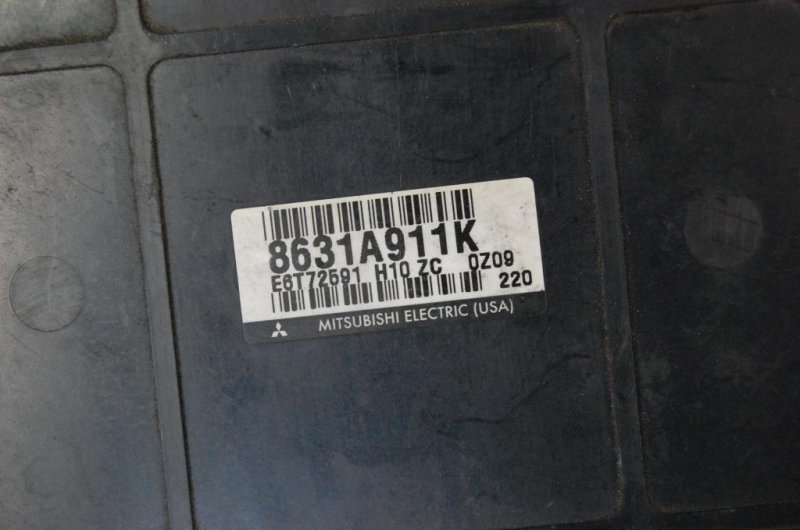 8631A911K
E6T72591 H10 ZC 0Z09
220
MITSUBISHI ELECTRIC (USA)